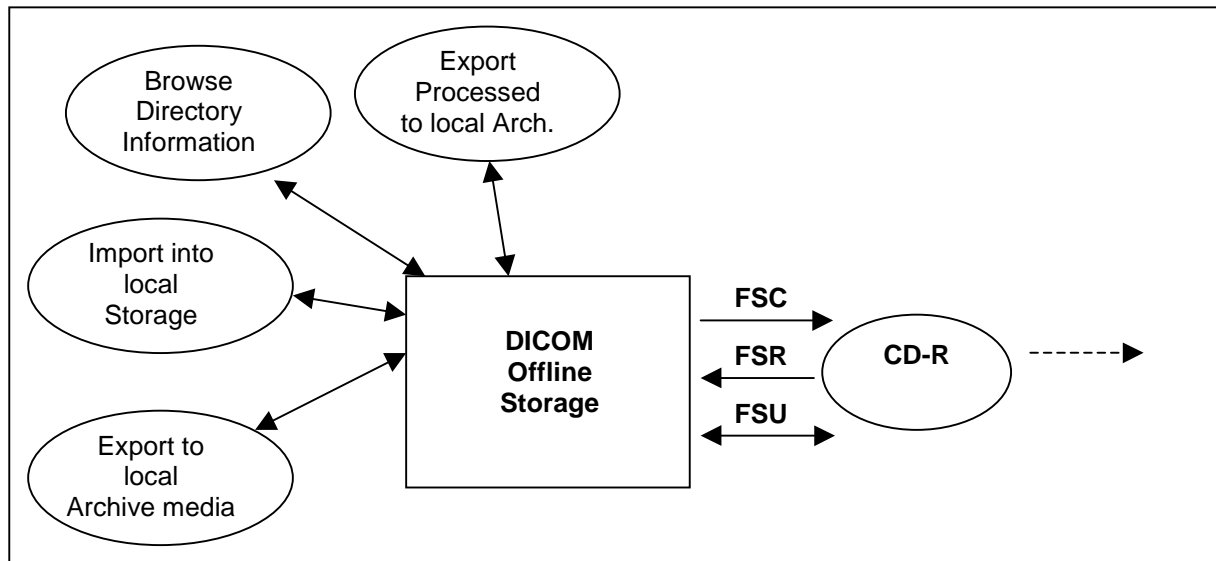 Browse
Directory
Information
Export
Processed
to local Arch.
Import into
local
Storage
Export to
local
Archive media
DICOM
Offline
Storage
FSC
FSR
FSU
CD-R